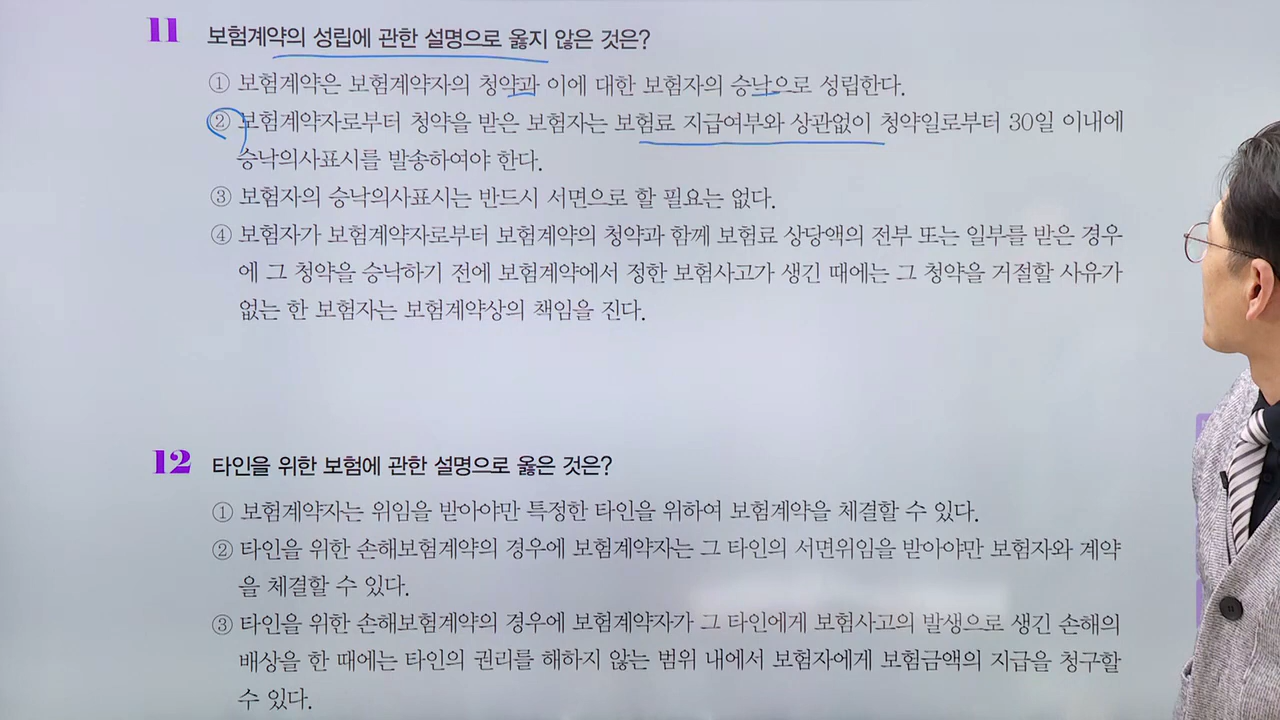 11 보험계약의 성립에 관한 설명으로 옳지 않은 것은?
① 보험계약은 보험계약자의 청약과 이에 대한 보험자의 승낙으로 성립한다.
② 보험계약자로부터 청약을 받은 보험자는 보험료 지급여부와 상관없이 청약일로부터 30일 이내에
승낙의사표시를 발송하여야 한다.
③ 보험자의 승낙의사표시는 반드시 서면으로 할 필요는 없다.
④ 보험자가 보험계약자로부터 보험계약의 청약과 함께 보험료 상당액의 전부 또는 일부를 받은 경우
에 그 청약을 승낙하기 전에 보험계약에서 정한 보험사고가 생긴 때에는 그 청약을 거절할 사유가
없는 한 보험자는 보험계약상의 책임을 진다.
12 타인을 위한 보험에 관한 설명으로 옳은 것은?
① 보험계약자는 위임을 받아야만 특정한 타인을 위하여 보험계약을 체결할 수 있다.
② 타인을 위한 손해보험계약의 경우에 보험계약자는 그 타인의 서면위임을 받아야만 보험자와 계약
을 체결할 수 있다.
③ 타인을 위한 손해보험계약의 경우에 보험계약자가 그 타인에게 보험사고의 발생으로 생긴 손해의
배상을 한 때에는 타인의 권리를 해하지 않는 범위 내에서 보험자에게 보험금액의 지급을 청구할
수 있다.